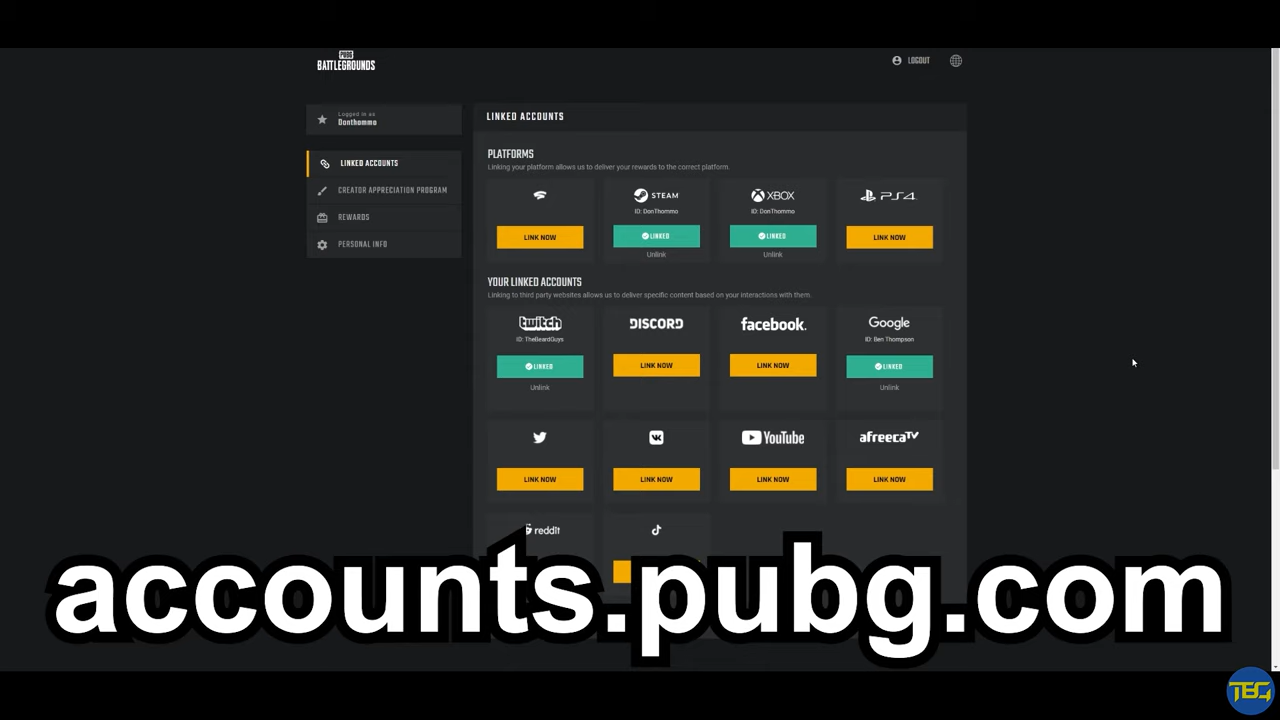 PUBG
BATTLEGROUNDS
LOGOUT
Logged in as
Donthommo
LINKED ACCOUNTS
CREATOR APPRECIATION PROGRAM
REWARDS
PERSONAL INFO
LINKED ACCOUNTS
PLATFORMS
Linking your platform allows us to deliver your rewards to the correct platform.
STEAM XBOX PS4
ID: DonThommo ID: DonThommo
LINK NOW LINKED LINKED LINK NOW
Unlink Unlink
YOUR LINKED ACCOUNTS
Linking to third party websites allows us to deliver specific content based on your interactions with them.
twitch DISCORD facebook. Google
ID: TheBeardGuys ID: Ben Thompson
LINKED LINK NOW LINK NOW LINKED
Unlink Unlink
YouTube afreecaTV
LINK NOW LINK NOW LINK NOW LINK NOW
reddit
accounts.pubg.com
TBG